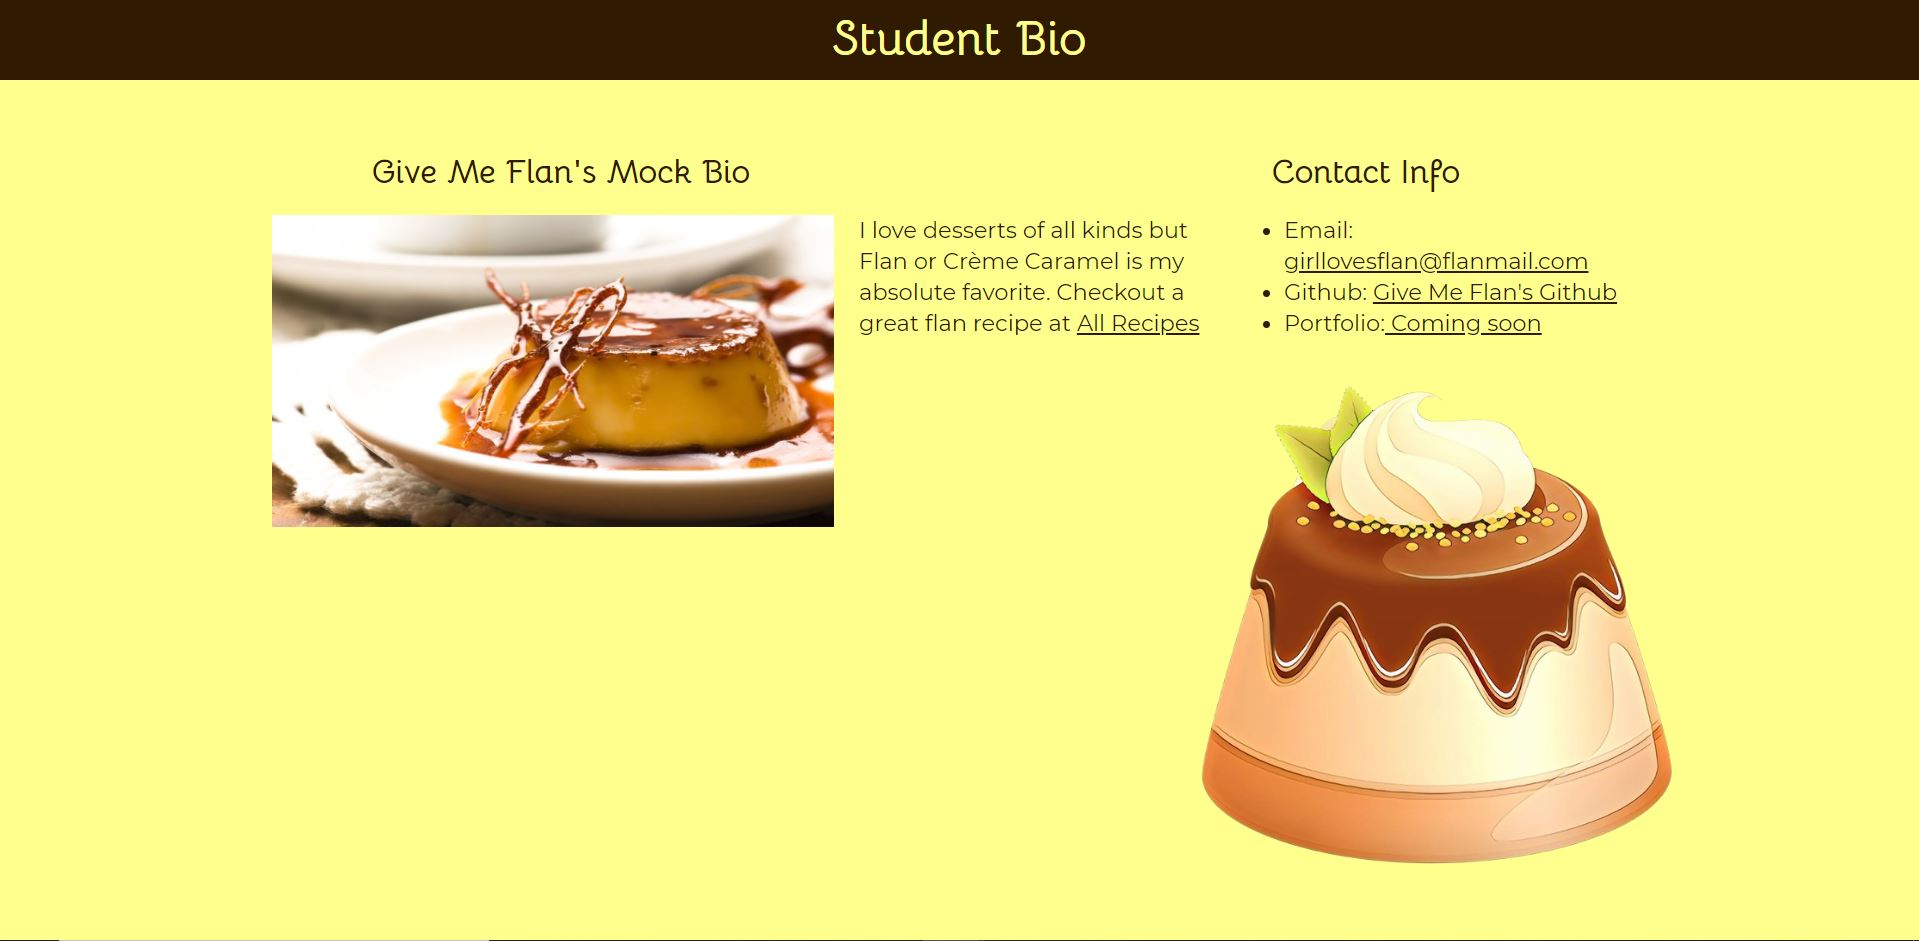 Student Bio
Give Me Flan's Mock Bio
I love desserts of all kinds but
Flan or Crème Caramel is my
absolute favorite. Checkout a
great flan recipe at All Recipes
Contact Info
• Email:
girllovesflan@flanmail.com
• Github: Give Me Flan's Github
• Portfolio: Coming soon